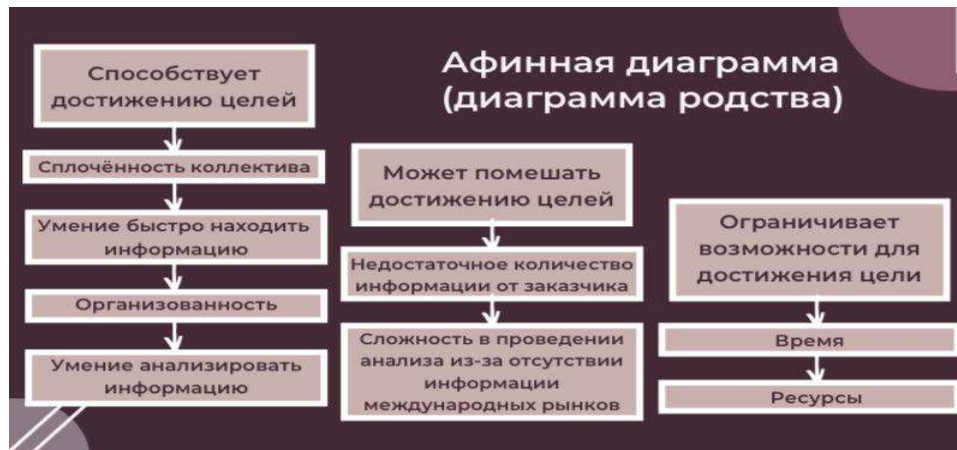 Афинная диаграмма
(диаграмма родства)
Способствует
достижению целей
Сплочённость коллектива
Умение быстро находить
информацию
Организованность
Умение анализировать
информацию
Может помешать
достижению целей
Недостаточное количество
информации от заказчика
Сложность в проведении
анализа из-за отсутствии
информации
международных рынков
Ограничивает
возможности для
достижения цели
Время
Ресурсы